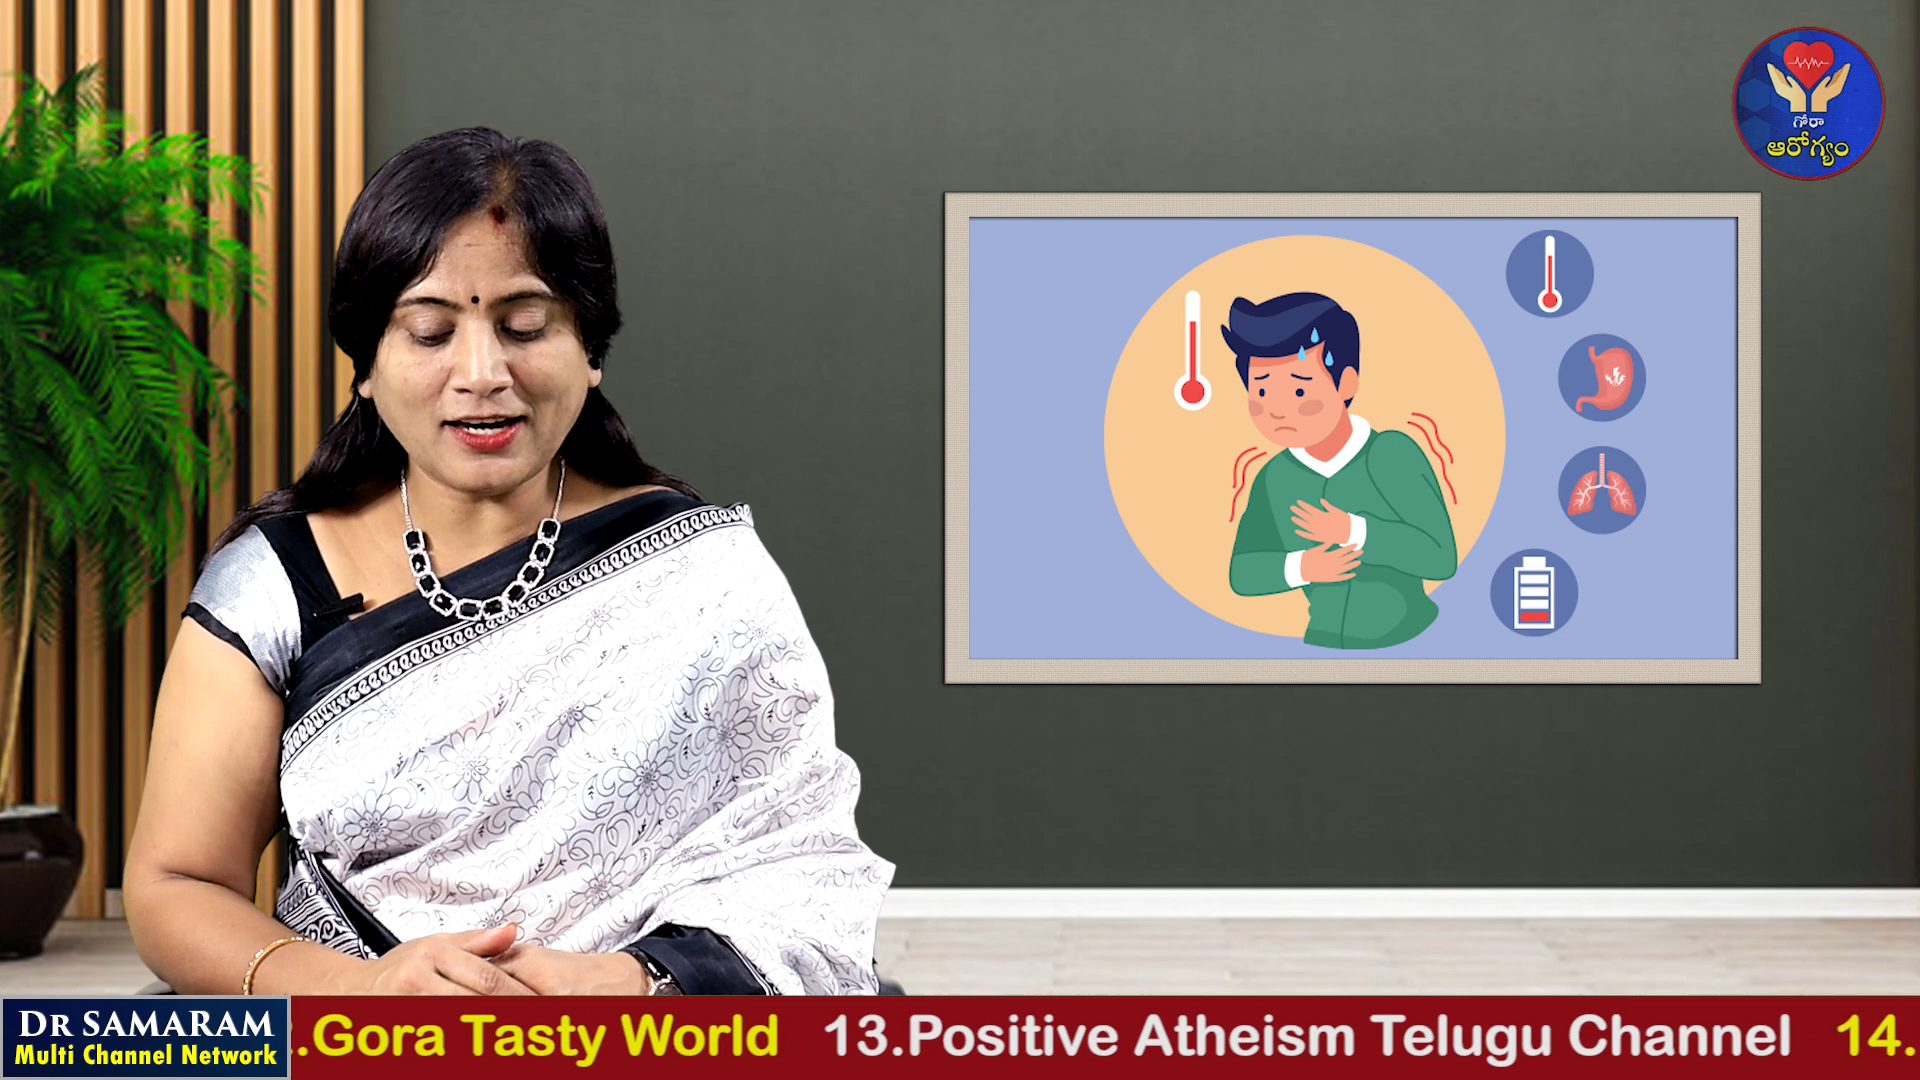 గోరా
ఆరోగ్యం
DR SAMARAM
Multi Channel Network
.Gora Tasty World 13.Positive Atheism Telugu Channel 14.